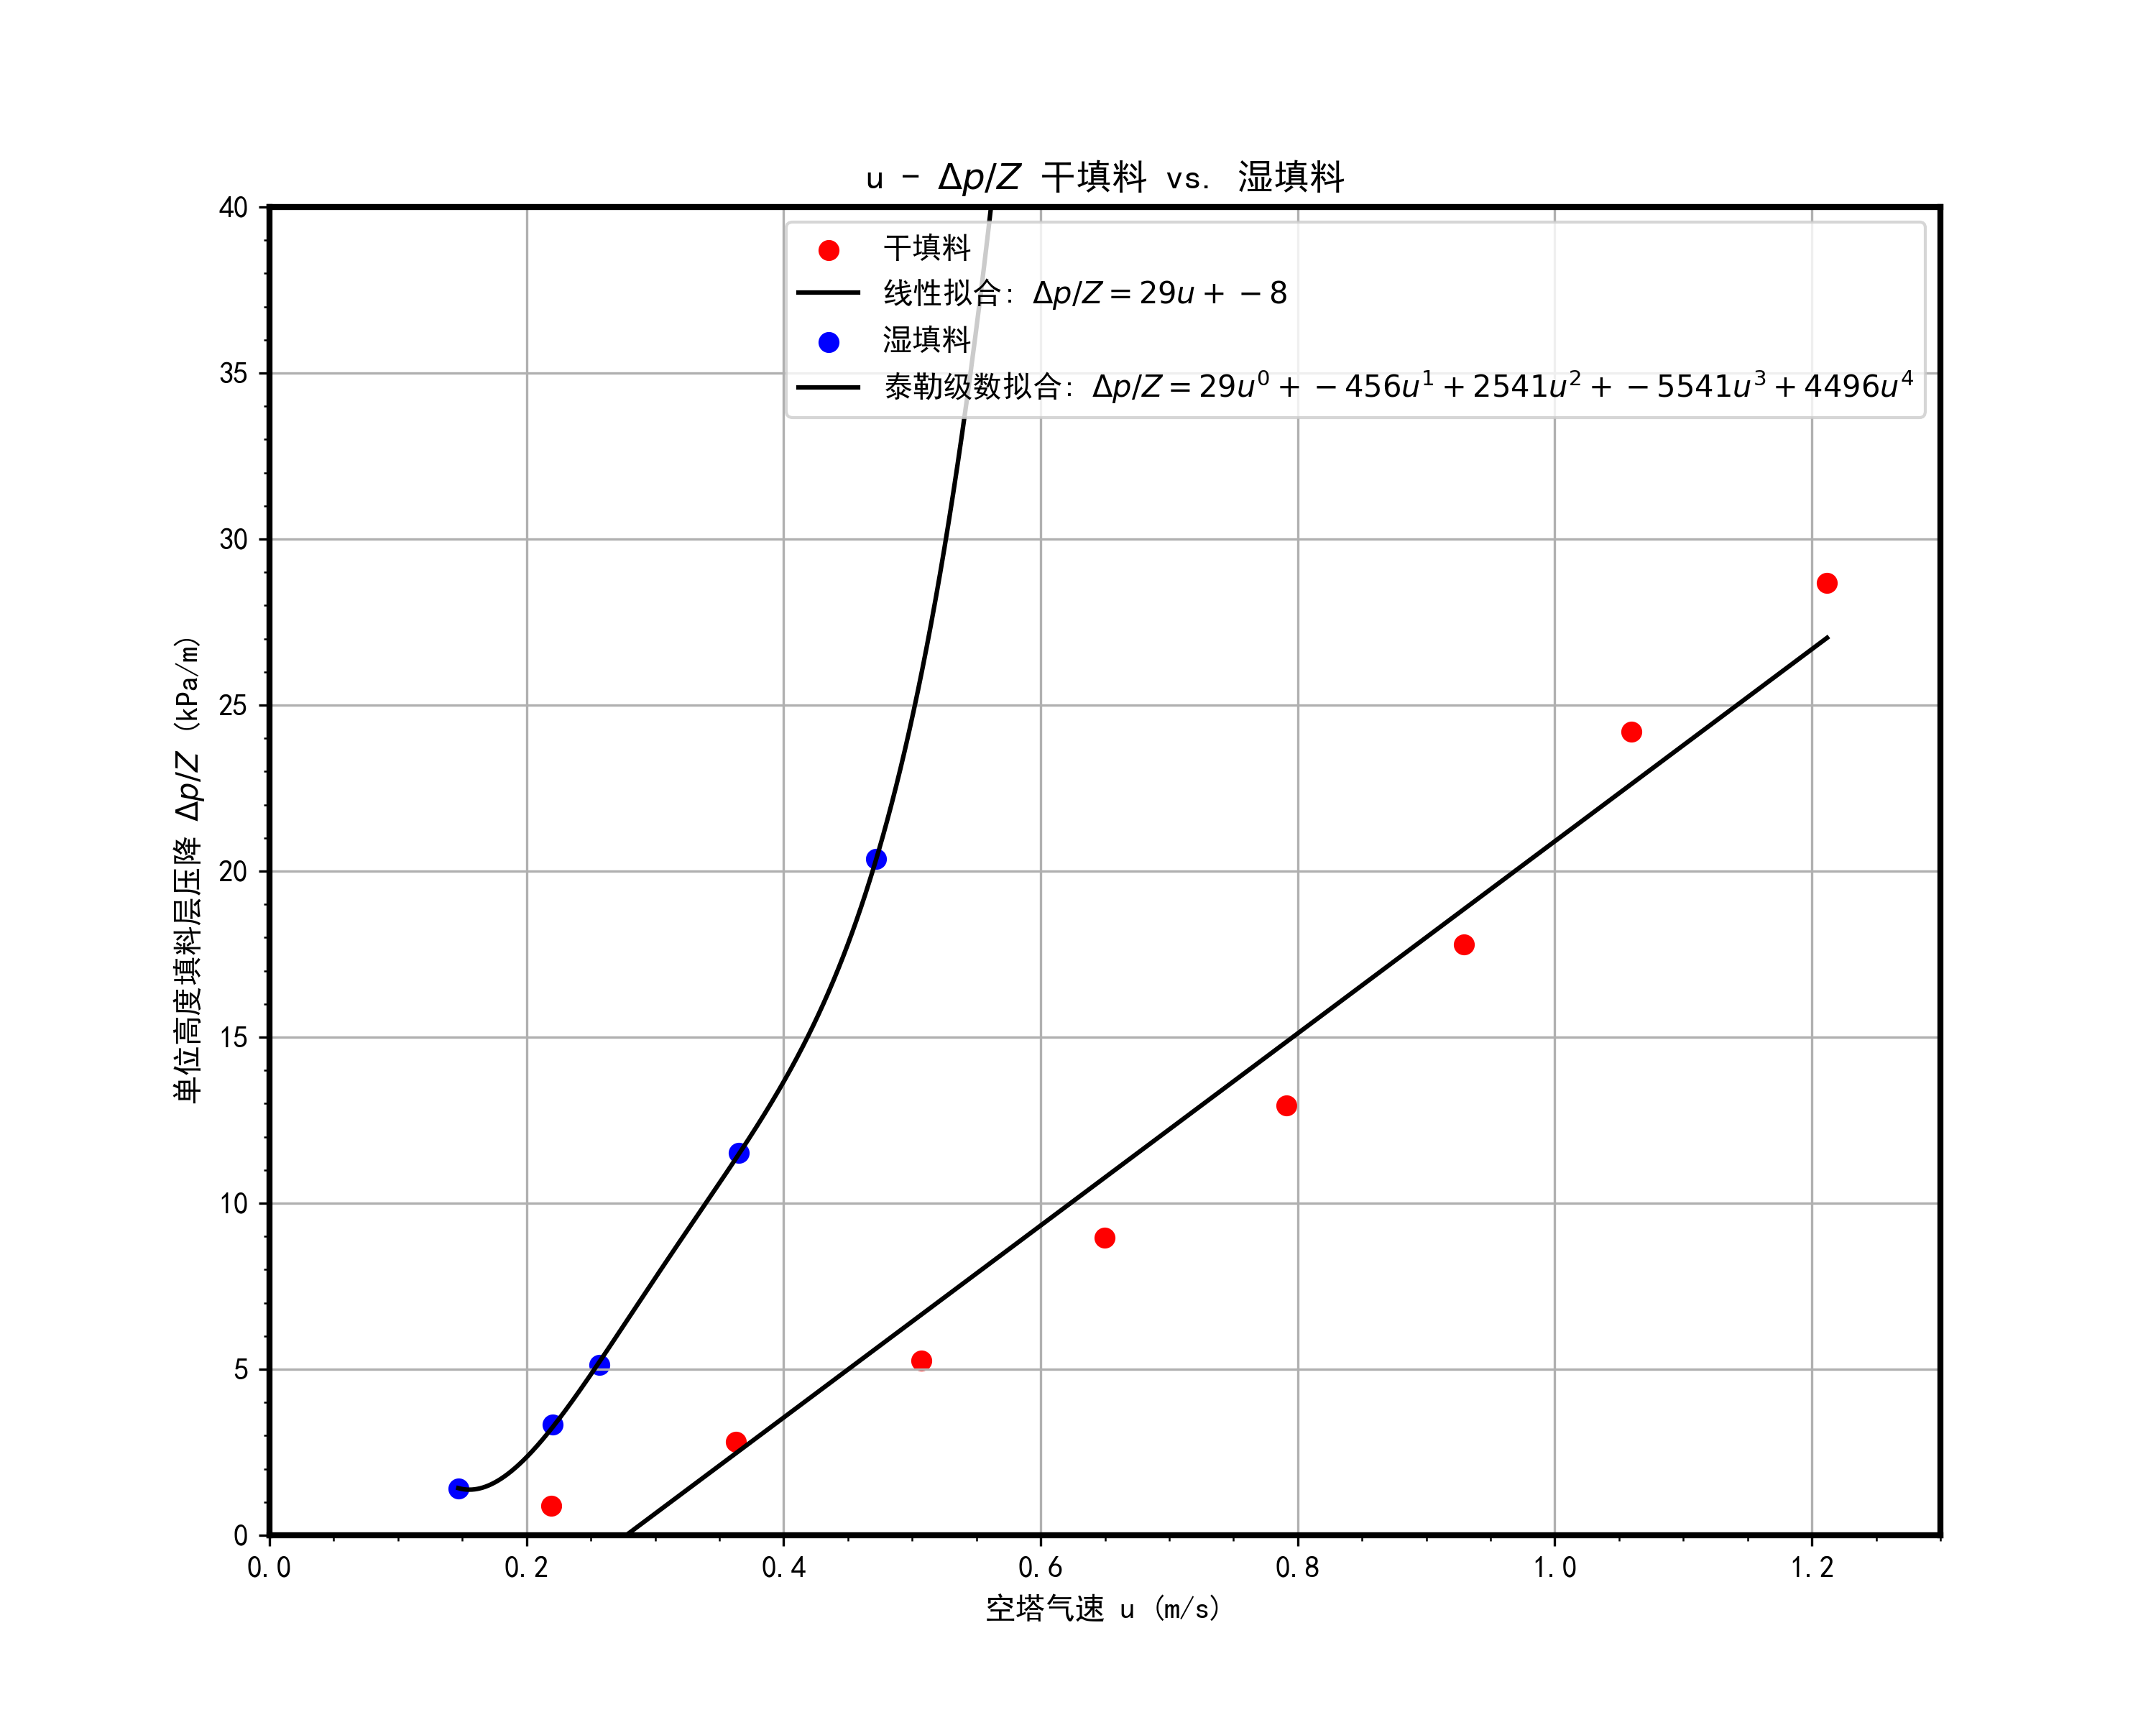 u - Δp/Z 干填料 vs. 湿填料
干填料
线性拟合: Δp/Z = 29u + −8
湿填料
泰勒级数拟合: Δp/Z = 29u⁰ + −456u¹ + 2541u² + −5541u³ + 4496u⁴
单位高度填料层压降 Δp/Z (kPa/m)
40
35
30
25
20
15
10
5
0
0.0 0.2 0.4 0.6 0.8 1.0 1.2
空塔气速 u (m/s)